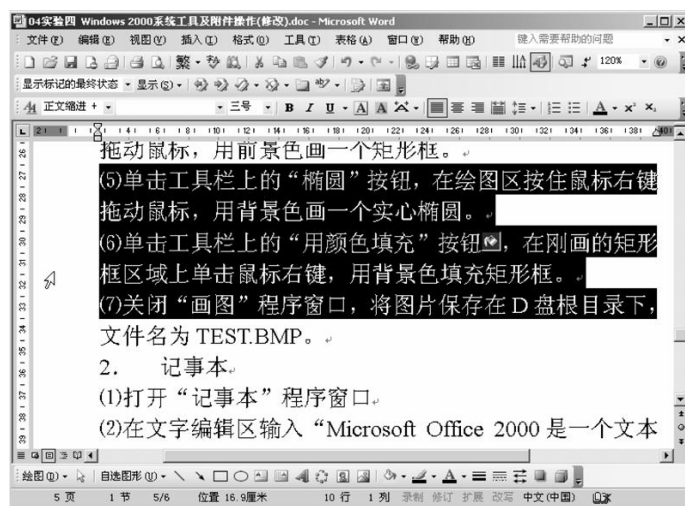 04实验四 Windows 2000系统工具及附件操作(修改).doc - Microsoft Word
文件(F) 编辑(E) 视图(V) 插入(I) 格式(O) 工具(T) 表格(A) 窗口(W) 帮助(H) 键入需要帮助的问题
繁 120%
显示标记的最终状态 显示(S)
正文缩进 + 三号 B I U A A A x² x₂
拖动鼠标，用前景色画一个矩形框。
(5)单击工具栏上的“椭圆”按钮，在绘图区按住鼠标右键
拖动鼠标，用背景色画一个实心椭圆。
(6)单击工具栏上的“用颜色填充”按钮，在刚画的矩形
框区域上单击鼠标右键，用背景色填充矩形框。
(7)关闭“画图”程序窗口，将图片保存在 D 盘根目录下，
文件名为 TEST.BMP。
2. 记事本
(1)打开“记事本”程序窗口
(2)在文字编辑区输入“Microsoft Office 2000 是一个文本
绘图(D) 自选图形(U) A
5 页 1 节 5/6 位置 16.9厘米 10 行 1 列 录制 修订 扩展 改写 中文(中国)